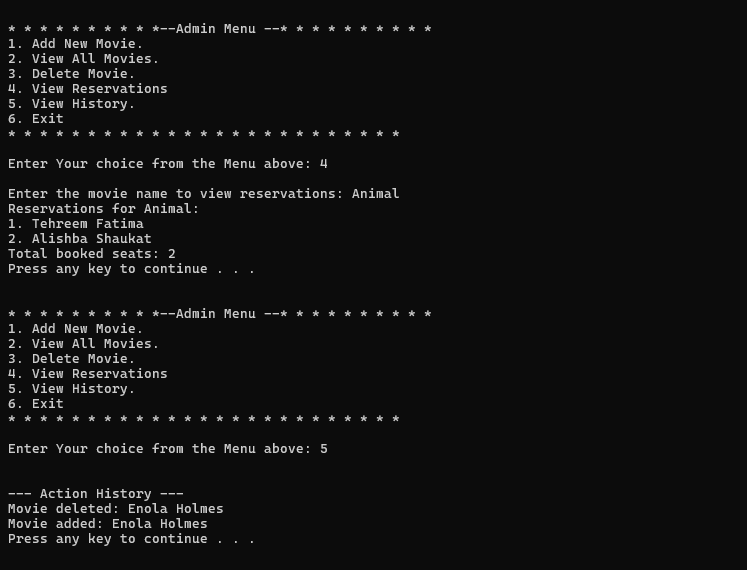 * * * * * * * * * *--Admin Menu --* * * * * * * * * *
1. Add New Movie.
2. View All Movies.
3. Delete Movie.
4. View Reservations
5. View History.
6. Exit
* * * * * * * * * * * * * * * * * * * * * * * * *
Enter Your choice from the Menu above: 4
Enter the movie name to view reservations: Animal
Reservations for Animal:
1. Tehreem Fatima
2. Alishba Shaukat
Total booked seats: 2
Press any key to continue . . .
* * * * * * * * * *--Admin Menu --* * * * * * * * * *
1. Add New Movie.
2. View All Movies.
3. Delete Movie.
4. View Reservations
5. View History.
6. Exit
* * * * * * * * * * * * * * * * * * * * * * * * *
Enter Your choice from the Menu above: 5
--- Action History ---
Movie deleted: Enola Holmes
Movie added: Enola Holmes
Press any key to continue . . .